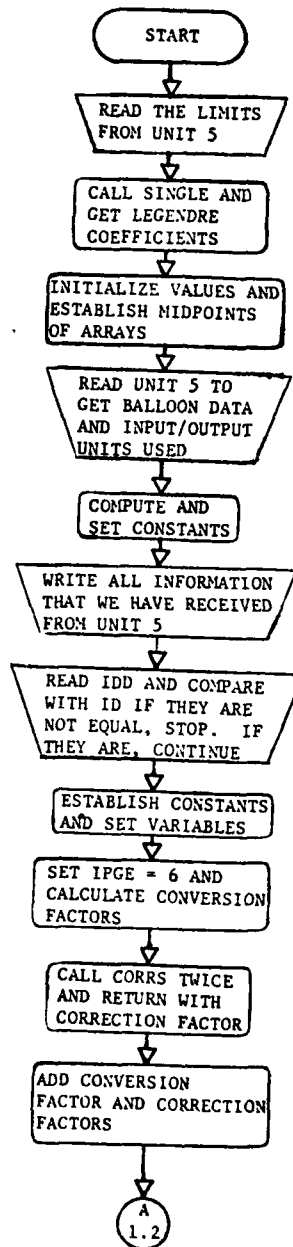 START
READ THE LIMITS
FROM UNIT 5
CALL SINGLE AND
GET LEGENDRE
COEFFICIENTS
INITIALIZE VALUES AND
ESTABLISH MIDPOINTS
OF ARRAYS
READ UNIT 5 TO
GET BALLOON DATA
AND INPUT/OUTPUT
UNITS USED
COMPUTE AND
SET CONSTANTS
WRITE ALL INFORMATION
THAT WE HAVE RECEIVED
FROM UNIT 5
READ IDD AND COMPARE
WITH ID IF THEY ARE
NOT EQUAL, STOP. IF
THEY ARE, CONTINUE
ESTABLISH CONSTANTS
AND SET VARIABLES
SET IPGE = 6 AND
CALCULATE CONVERSION
FACTORS
CALL CORRS TWICE
AND RETURN WITH
CORRECTION FACTOR
ADD CONVERSION
FACTOR AND CORRECTION
FACTORS
A
1.2